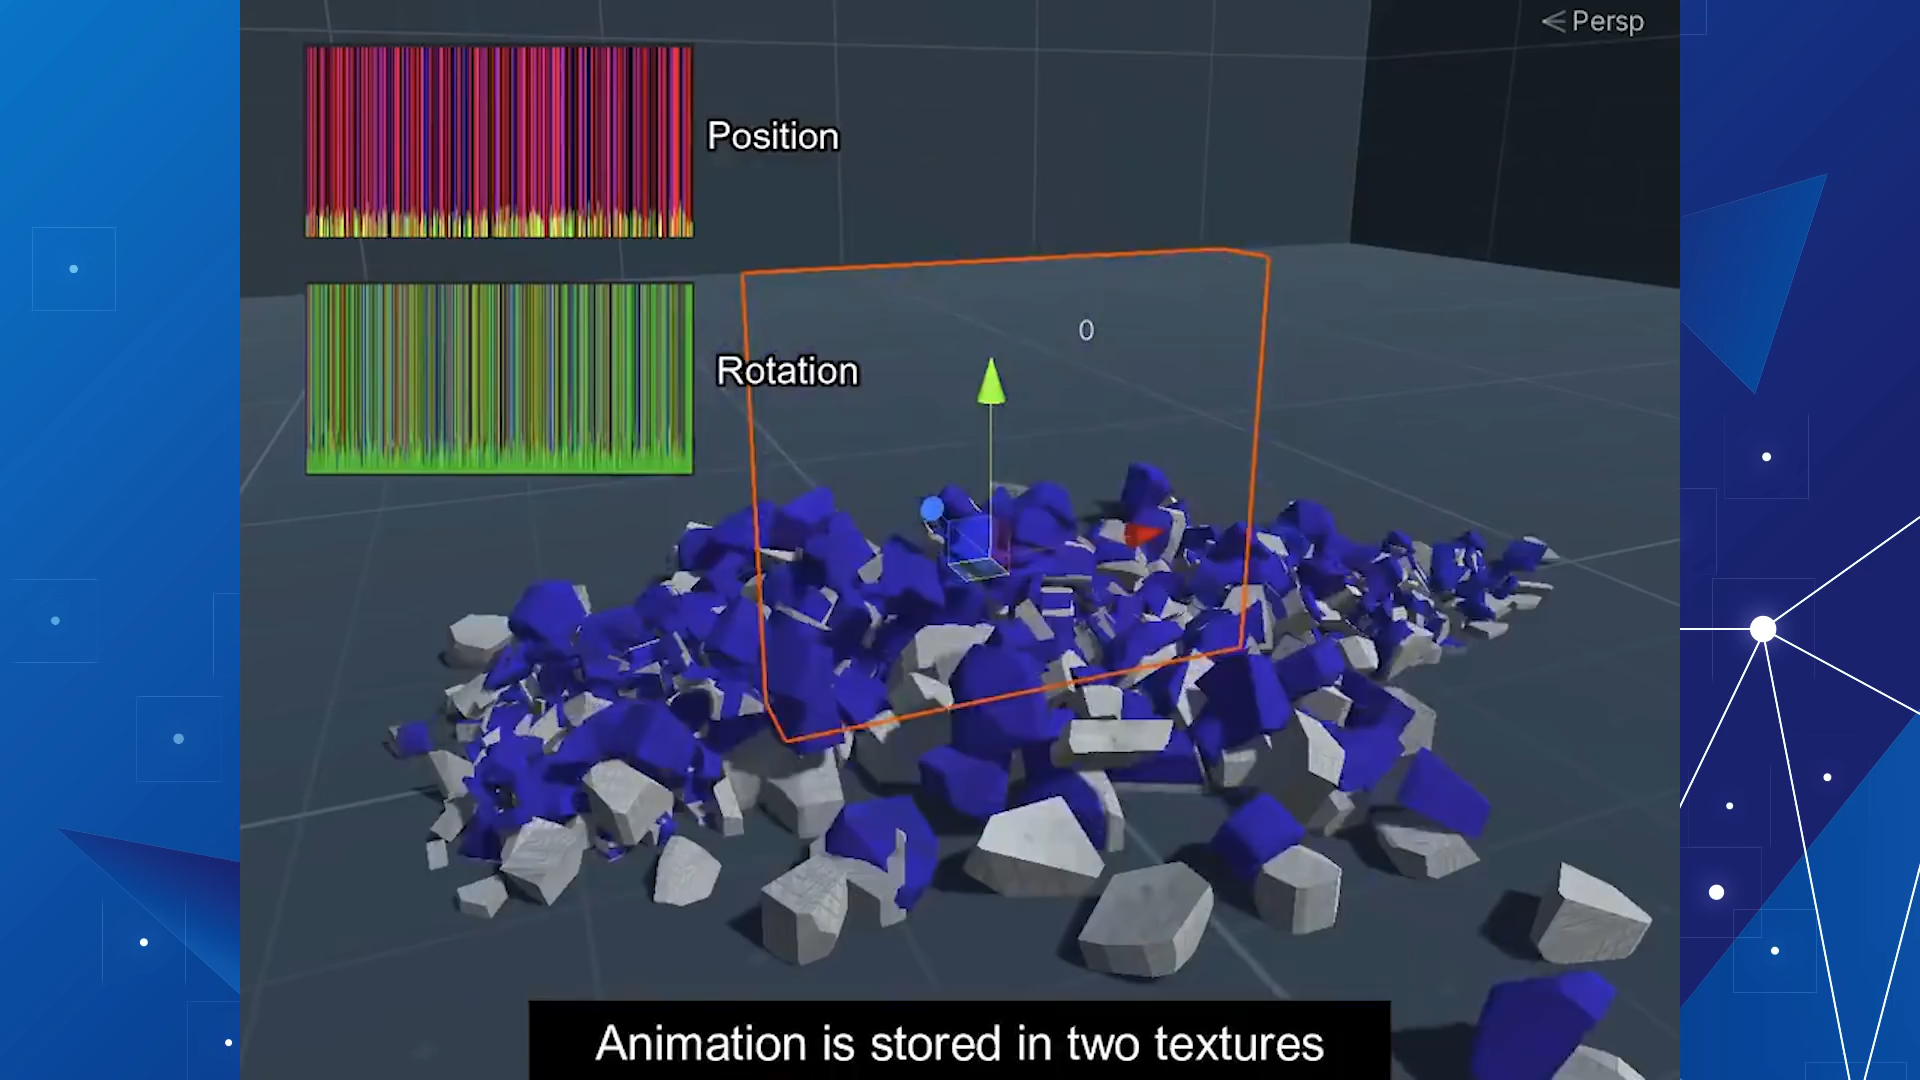 Persp
Position
0
Rotation
Animation is stored in two textures